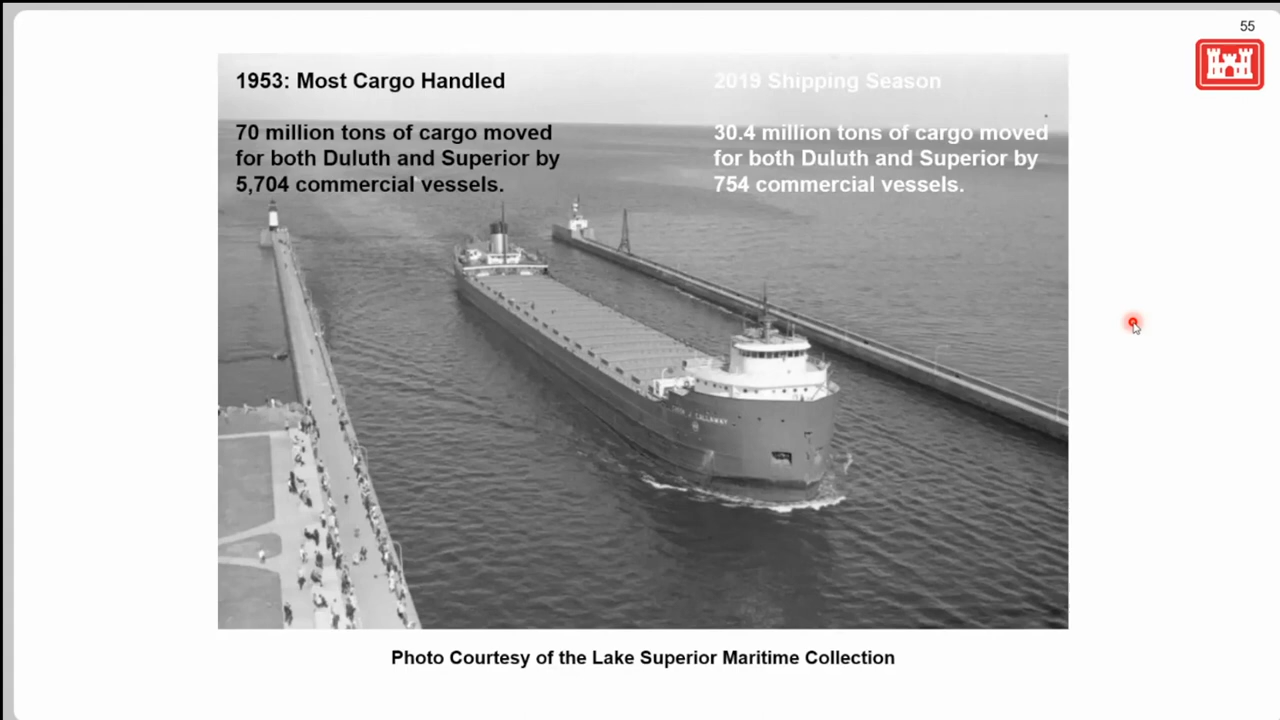 55
1953: Most Cargo Handled
70 million tons of cargo moved
for both Duluth and Superior by
5,704 commercial vessels.
2019 Shipping Season
30.4 million tons of cargo moved
for both Duluth and Superior by
754 commercial vessels.
CALLAWAY
Photo Courtesy of the Lake Superior Maritime Collection